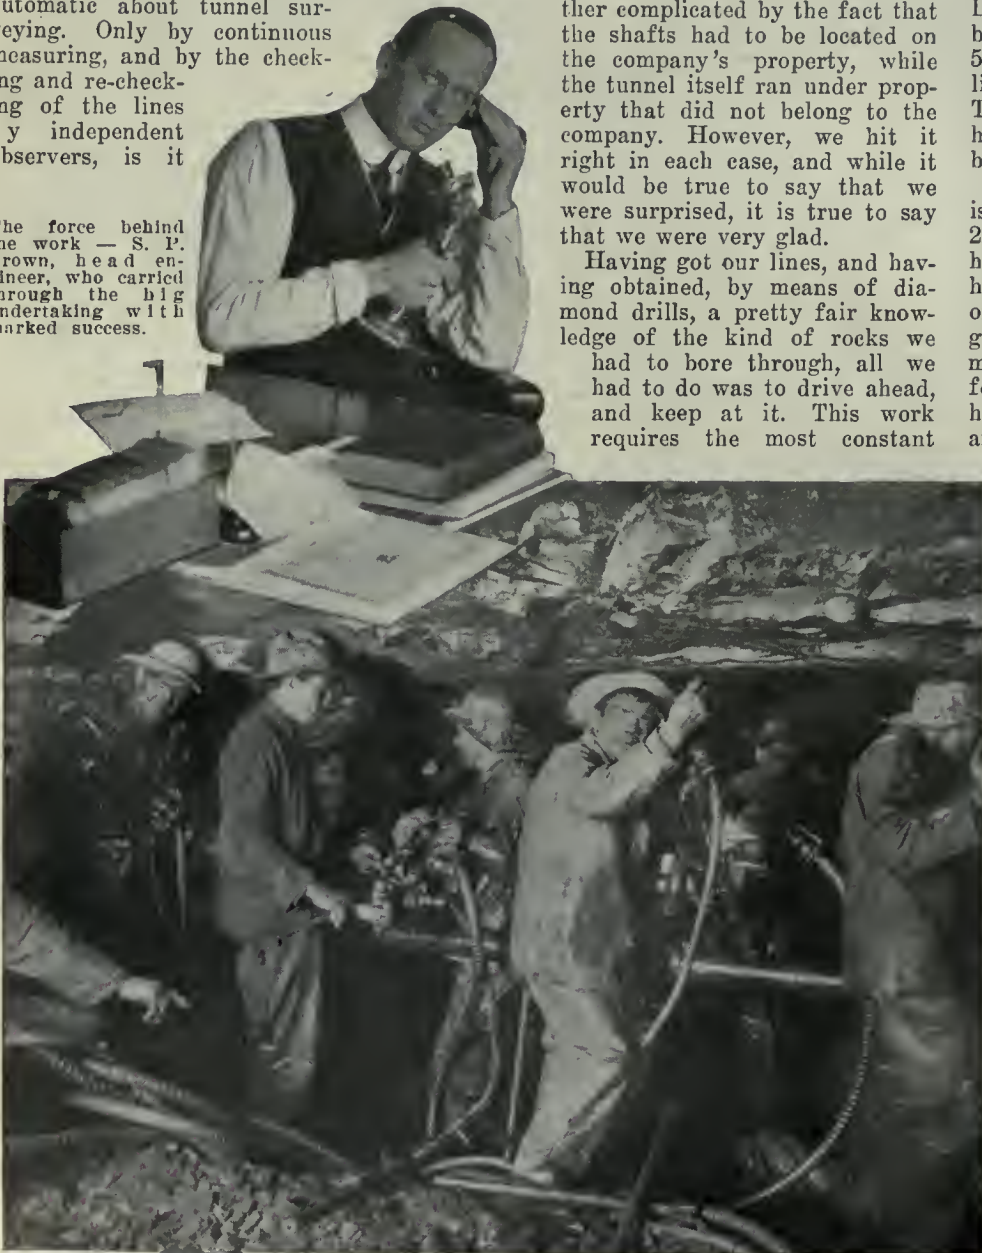 utomatic about tunnel sur-
veying. Only by continuous
measuring, and by the check-
ng and re-check-
ng of the lines
y independent
bservers, is it
he force behind
he work — S. P.
rown, head en-
ineer, who carried
hrough the big
ndertaking with
marked success.
ther complicated by the fact that
the shafts had to be located on
the company's property, while
the tunnel itself ran under prop-
erty that did not belong to the
company. However, we hit it
right in each case, and while it
would be true to say that we
were surprised, it is true to say
that we were very glad.
Having got our lines, and hav-
ing obtained, by means of dia-
mond drills, a pretty fair know-
ledge of the kind of rocks we
had to bore through, all we
had to do was to drive ahead,
and keep at it. This work
requires the most constant